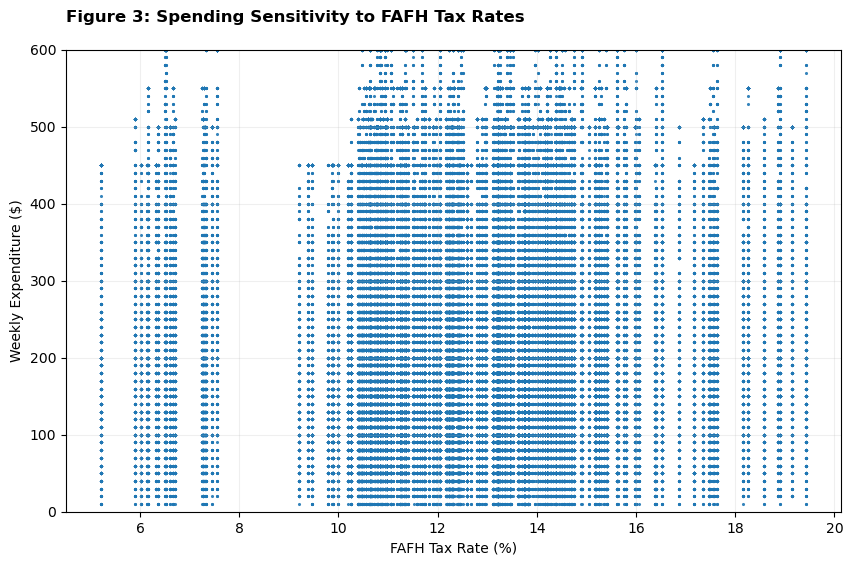 Figure 3: Spending Sensitivity to FAFH Tax Rates
600
500
400
300
200
100
0
Weekly Expenditure ($)
6 8 10 12 14 16 18 20
FAFH Tax Rate (%)